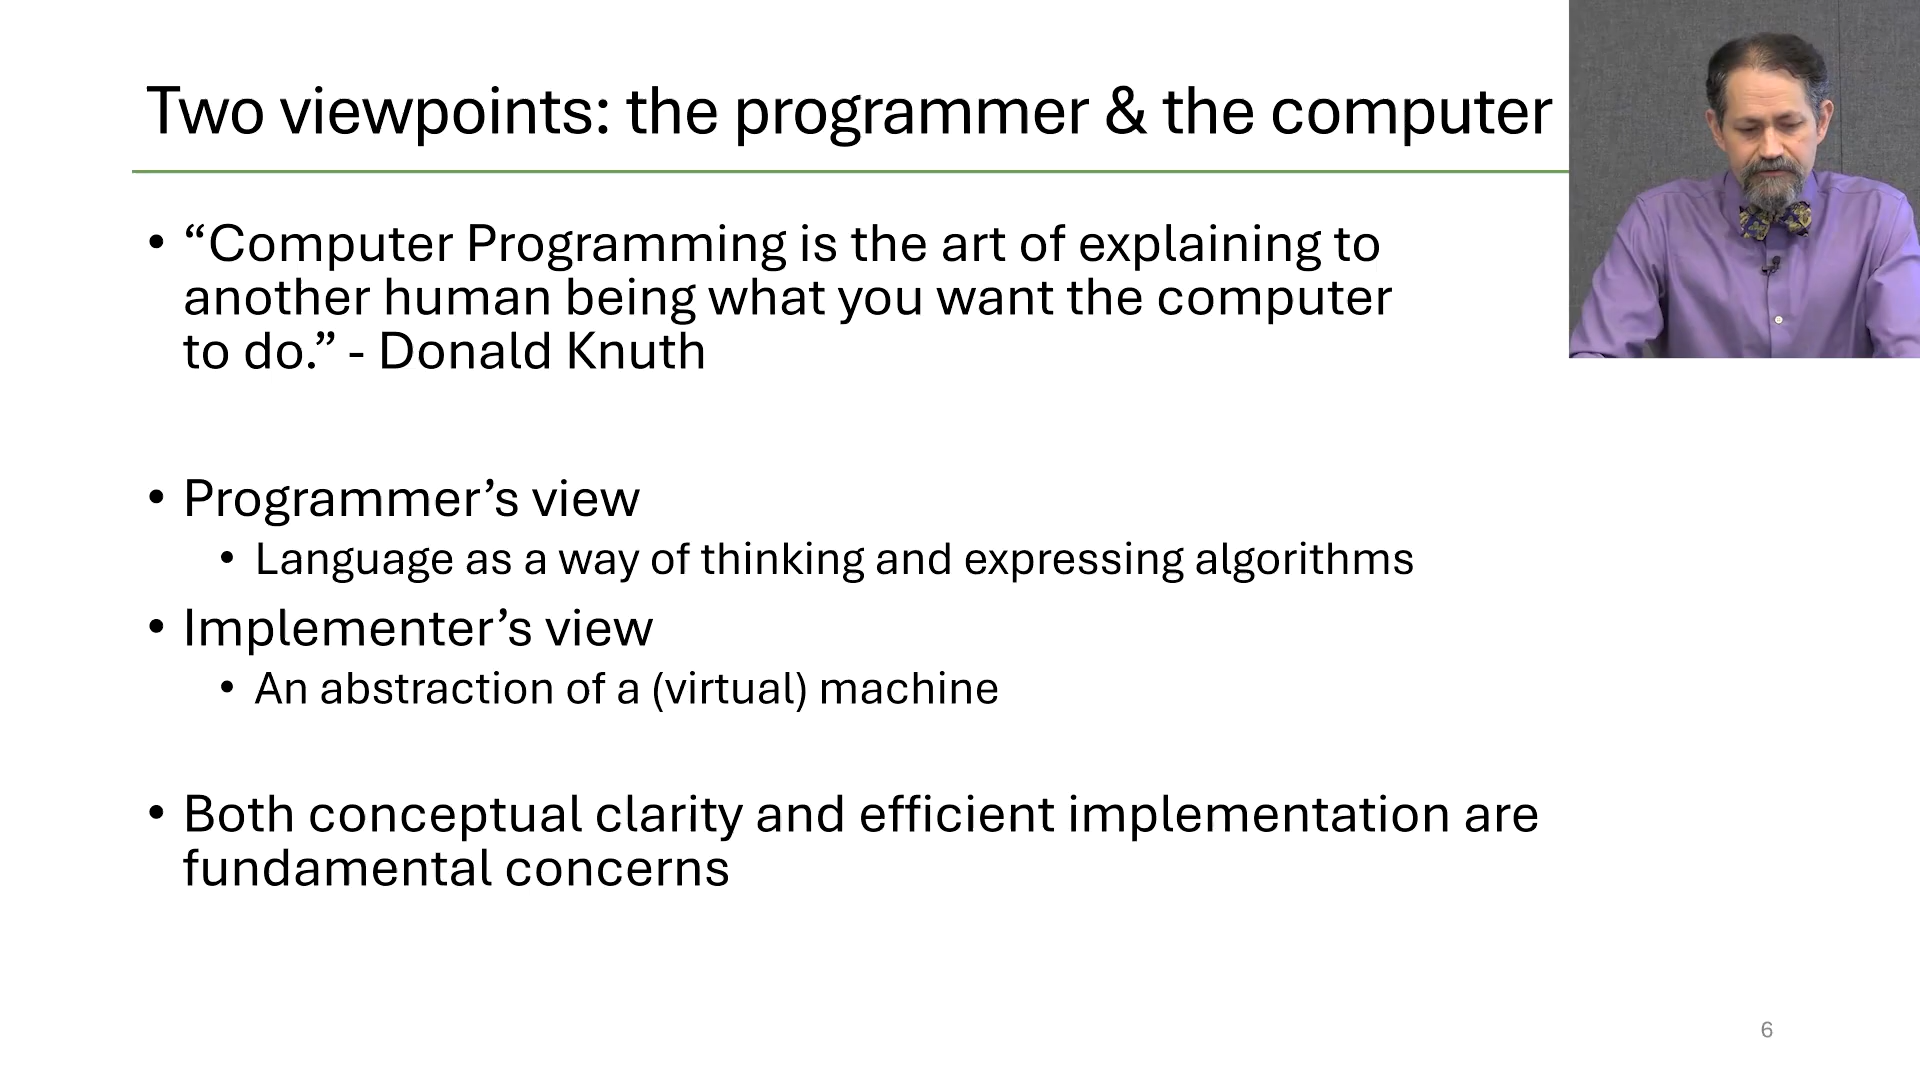 Two viewpoints: the programmer & the computer
• “Computer Programming is the art of explaining to
another human being what you want the computer
to do.” - Donald Knuth
• Programmer’s view
• Language as a way of thinking and expressing algorithms
• Implementer’s view
• An abstraction of a (virtual) machine
• Both conceptual clarity and efficient implementation are
fundamental concerns
6